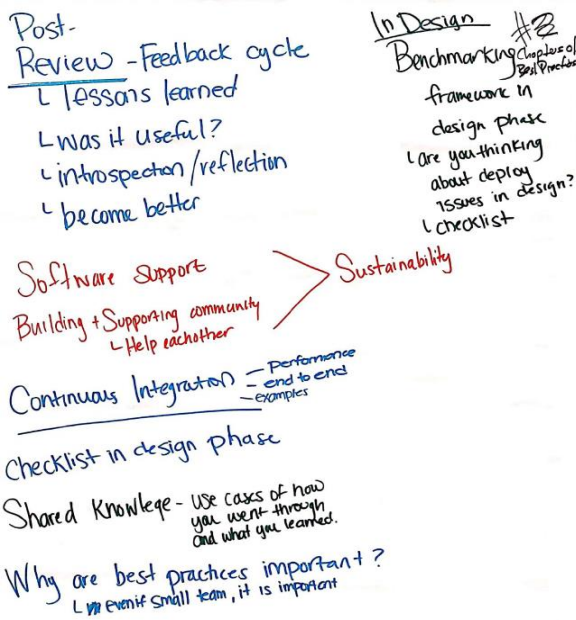 Post-
Review - Feedback cycle
└ lessons learned
└ was it useful?
└ introspection/reflection
└ become better
In Design #2
Benchmarking Chapters of
Best Practices
framework in
design phase
└ are you thinking
about deploy
issues in design?
└ checklist
Software Support
Building + Supporting community
└ Help eachother
Sustainability
Continuous Integration - Performance
- end to end
- examples
Checklist in design phase
Shared Knowlege - use cases of how
you went through
and what you learned.
Why are best practices important?
└ even if small team, it is important